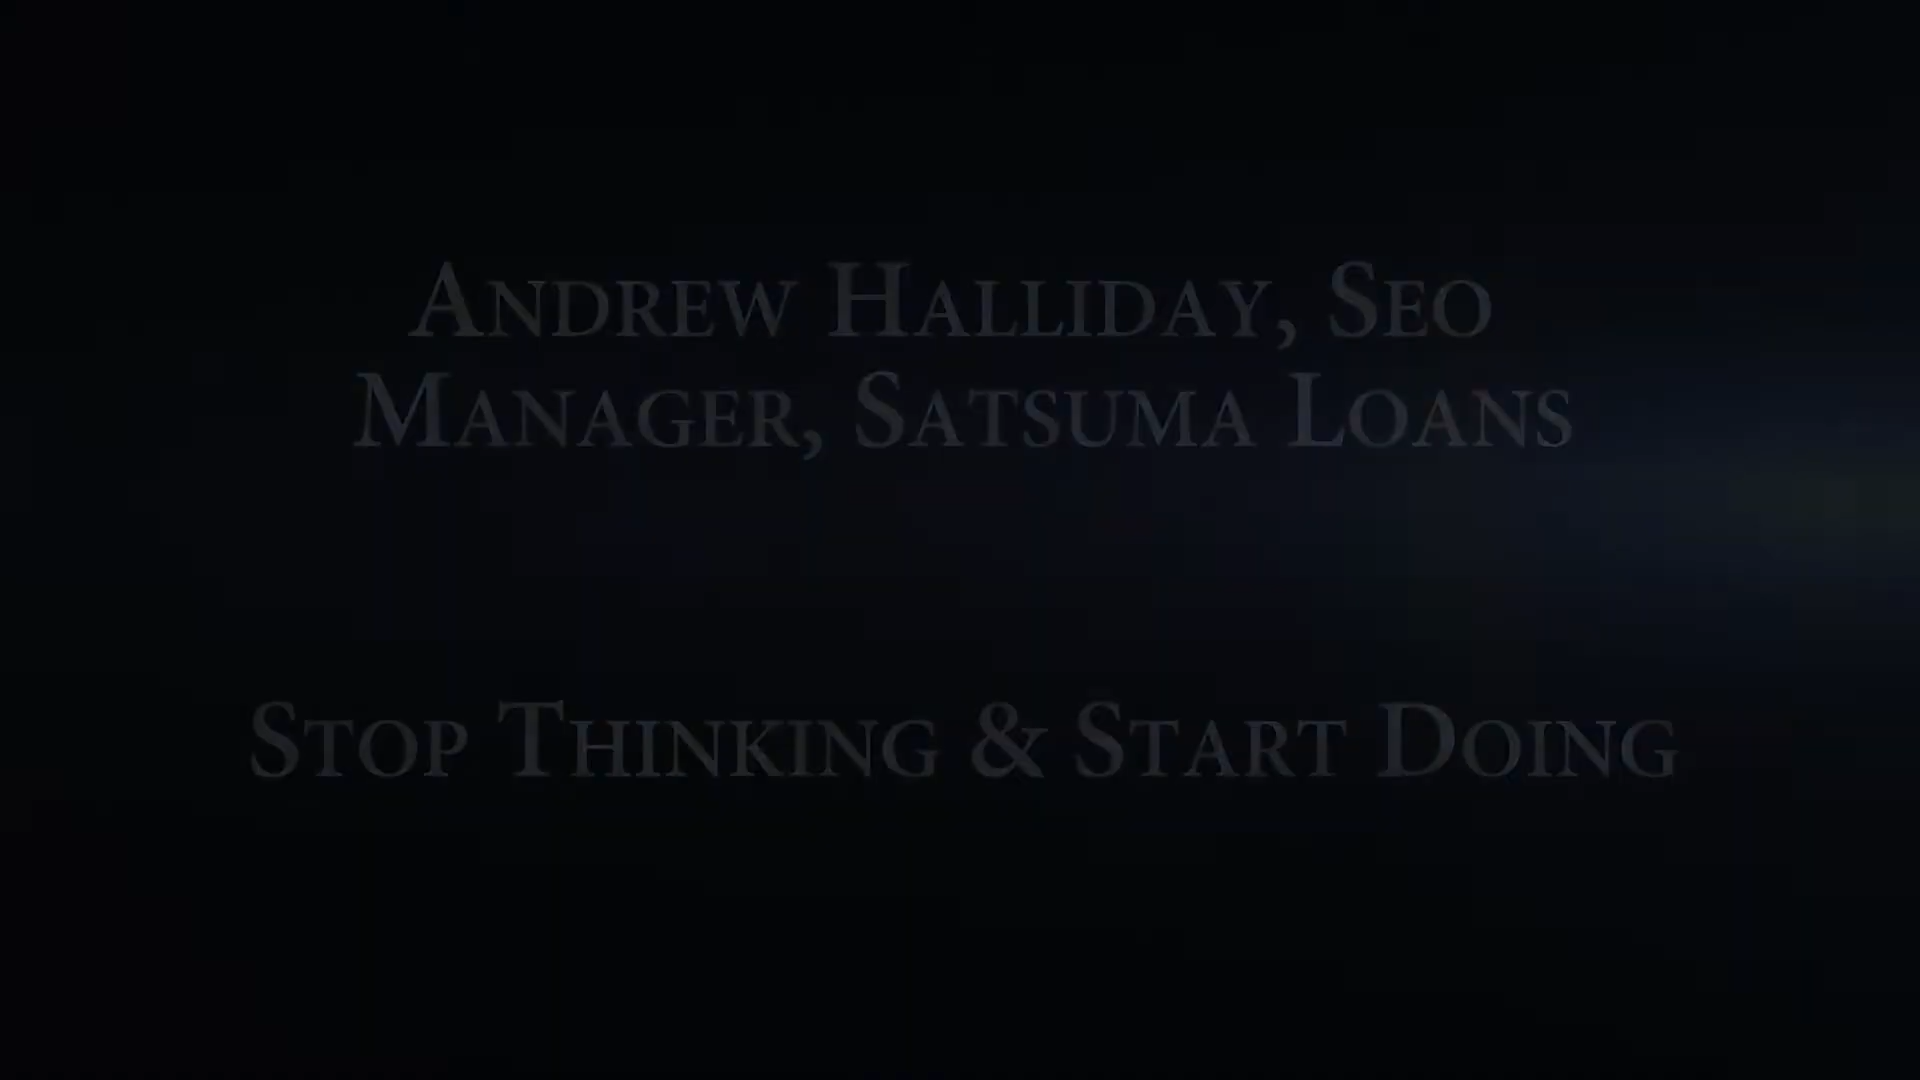 Andrew Halliday, Seo
Manager, Satsuma Loans
Stop Thinking & Start Doing